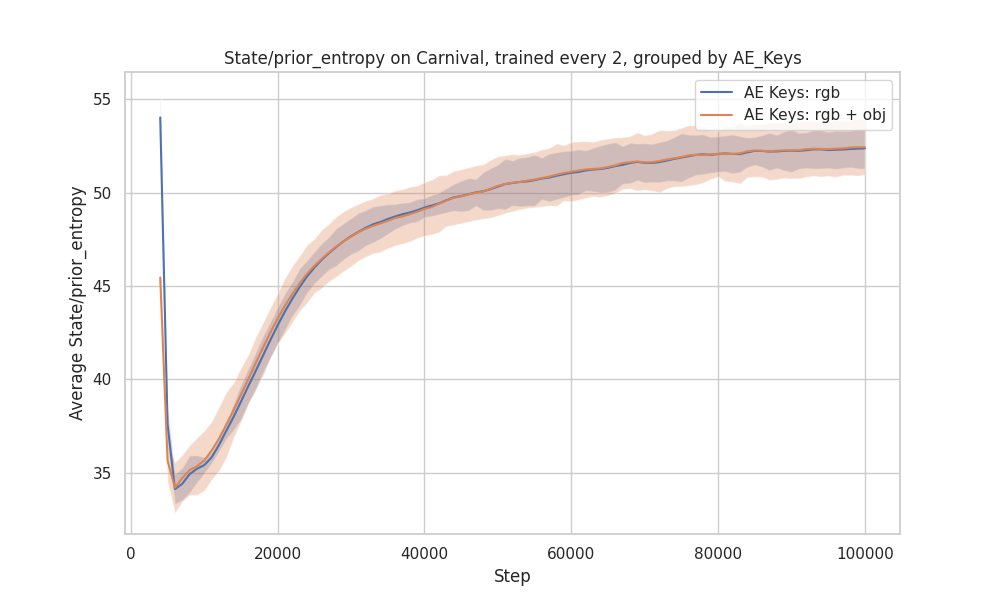 State/prior_entropy on Carnival, trained every 2, grouped by AE_Keys
AE Keys: rgb
AE Keys: rgb + obj
Average State/prior_entropy
55
50
45
40
35
0 20000 40000 60000 80000 100000
Step